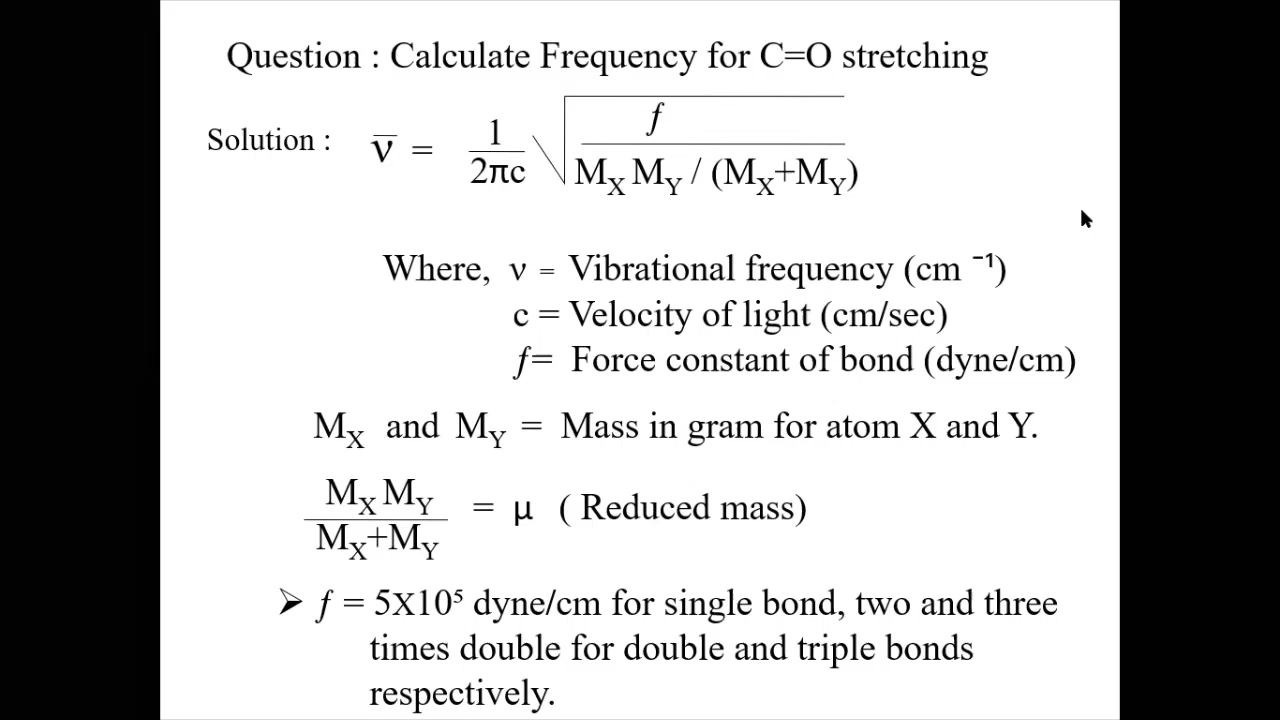 Question : Calculate Frequency for C=O stretching
Solution : ν̅ = 1 / 2πc √ f / MX MY / (MX+MY)
Where, ν = Vibrational frequency (cm ⁻¹)
c = Velocity of light (cm/sec)
f= Force constant of bond (dyne/cm)
MX and MY = Mass in gram for atom X and Y.
MX MY / MX+MY = μ ( Reduced mass)
➤ f = 5X10⁵ dyne/cm for single bond, two and three
times double for double and triple bonds
respectively.